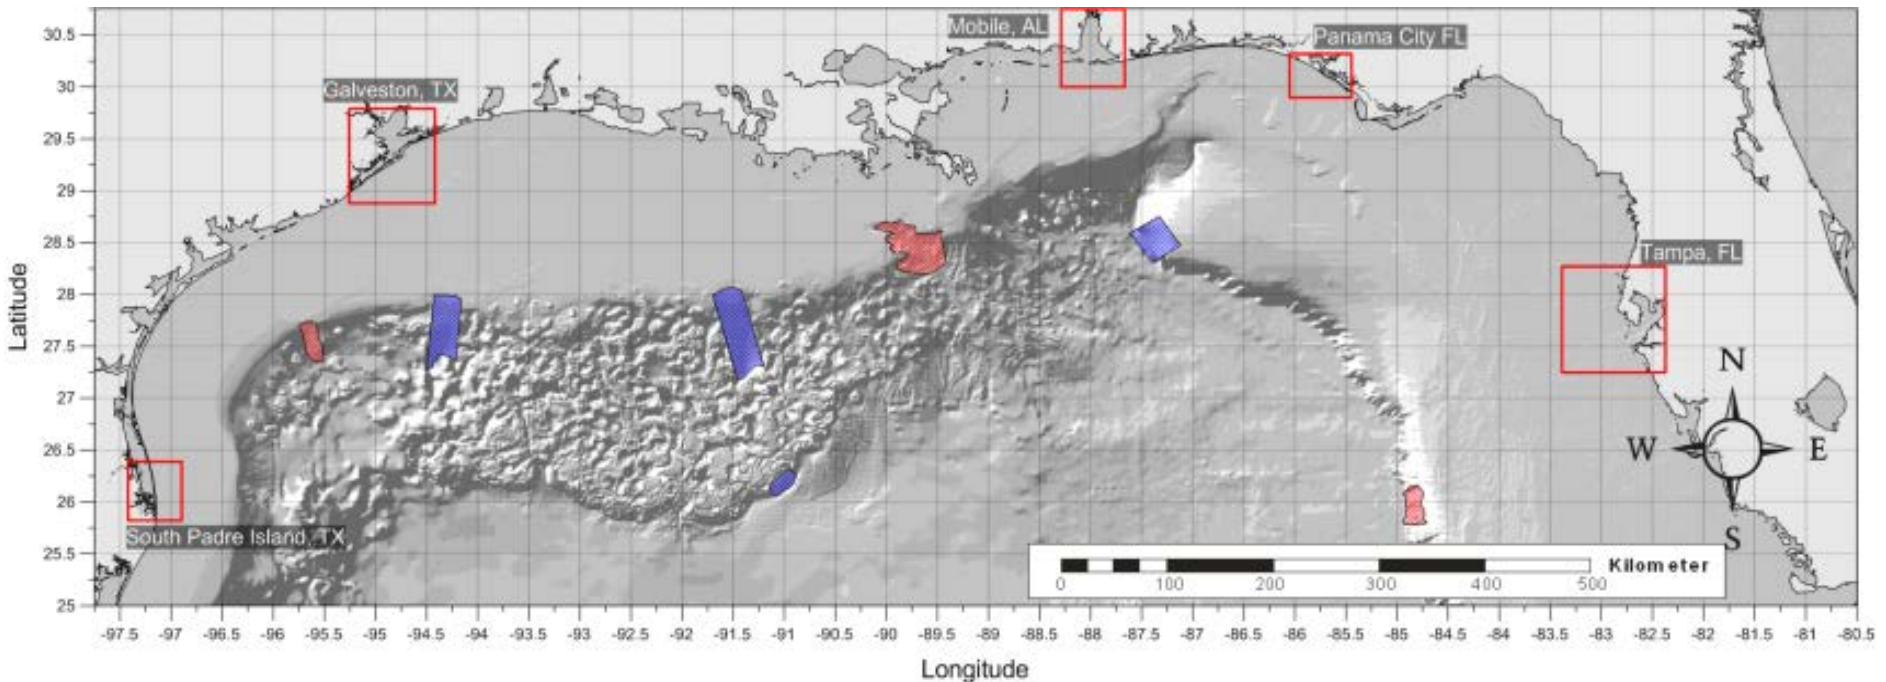 Mobile, AL
Panama City FL
Galveston, TX
Tampa, FL
South Padre Island, TX
N
W E
S
30.5
30
29.5
29
28.5
28
27.5
27
26.5
26
25.5
25
Latitude
0 100 200 300 400 500 Kilometer
-97.5 -97 -96.5 -96 -95.5 -95 -94.5 -94 -93.5 -93 -92.5 -92 -91.5 -91 -90.5 -90 -89.5 -89 -88.5 -88 -87.5 -87 -86.5 -86 -85.5 -85 -84.5 -84 -83.5 -83 -82.5 -82 -81.5 -81 -80.5
Longitude